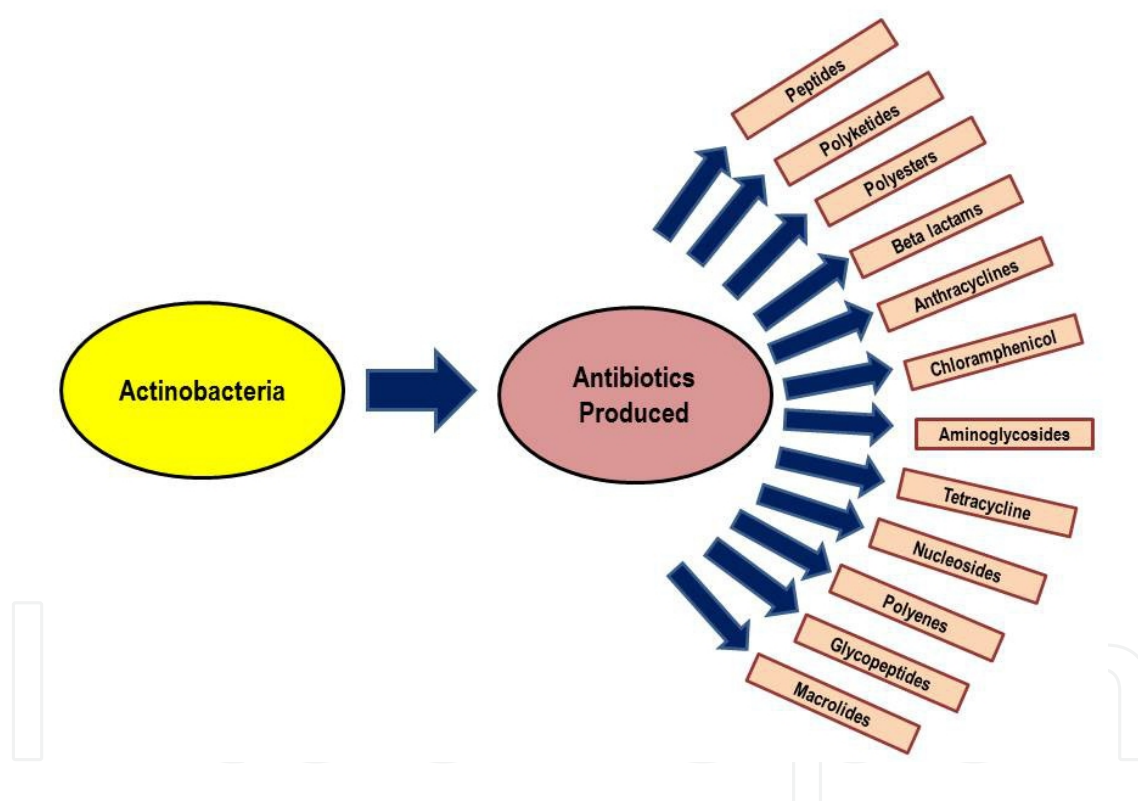 Actinobacteria
Antibiotics
Produced
Peptides
Polyketides
Polyesters
Beta lactams
Anthracyclines
Chloramphenicol
Aminoglycosides
Tetracycline
Nucleosides
Polyenes
Glycopeptides
Macrolides